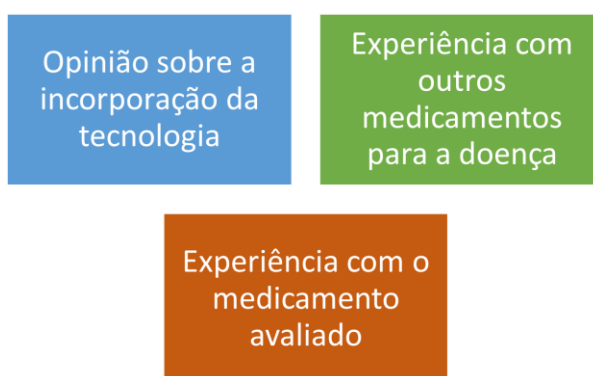 Opinião sobre a
incorporação da
tecnologia
Experiência com
outros
medicamentos
para a doença
Experiência com o
medicamento
avaliado